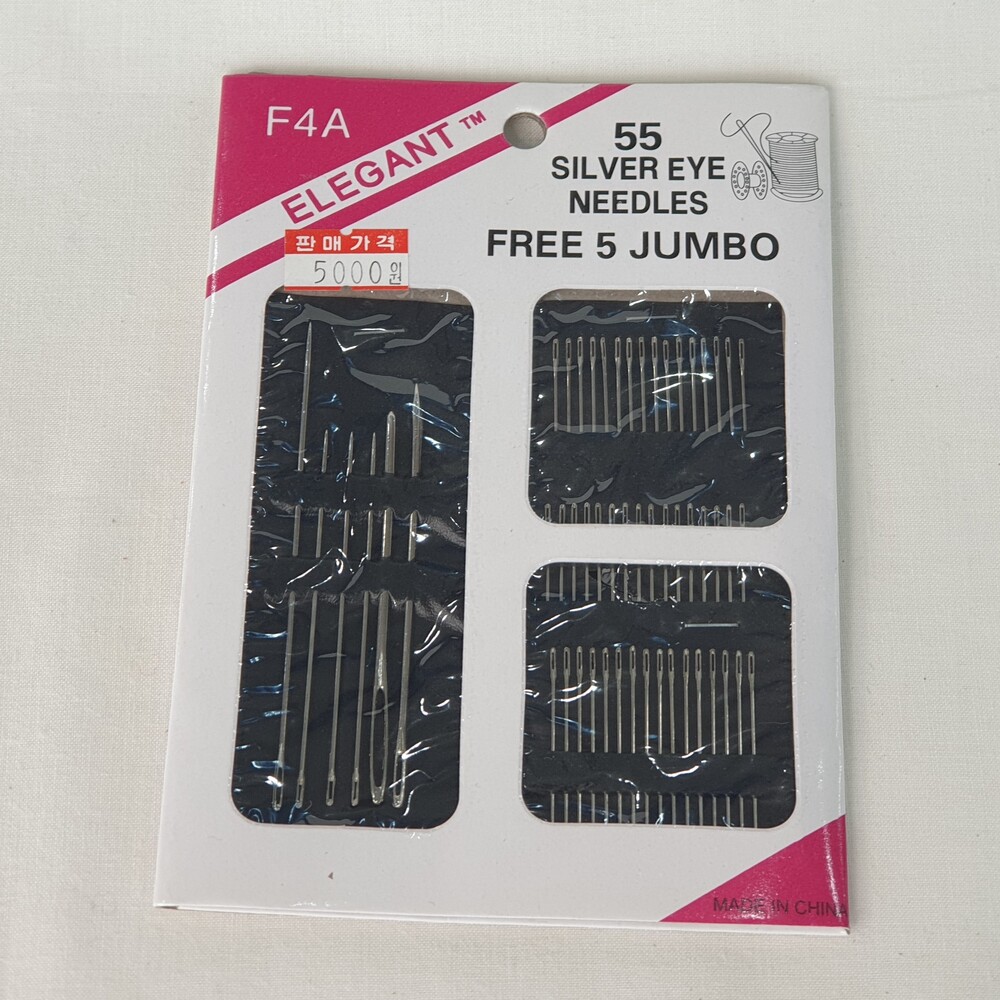 F4A
ELEGANT™
55
SILVER EYE
NEEDLES
FREE 5 JUMBO
판매가격
5000원
MADE IN CHINA